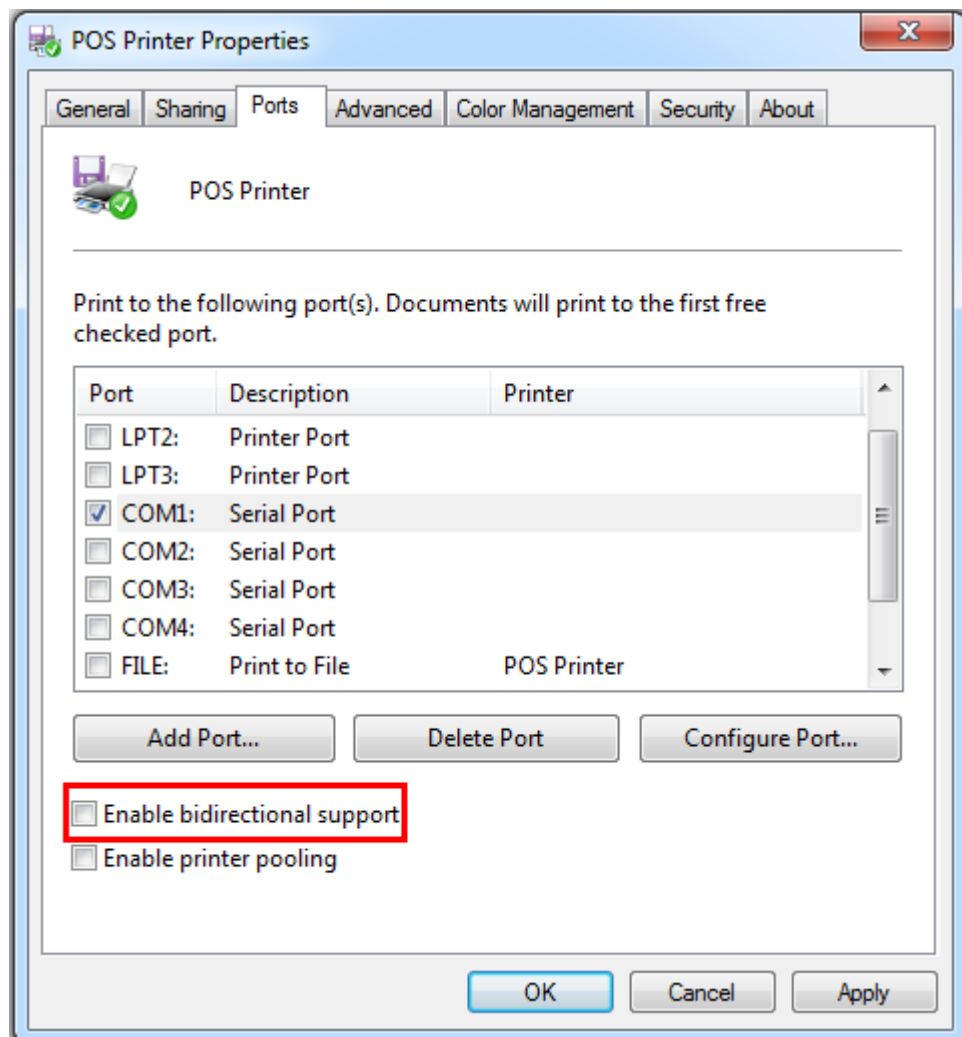 POS Printer Properties
General Sharing Ports Advanced Color Management Security About
POS Printer
Print to the following port(s). Documents will print to the first free
checked port.
Port Description Printer
LPT2: Printer Port
LPT3: Printer Port
COM1: Serial Port
COM2: Serial Port
COM3: Serial Port
COM4: Serial Port
FILE: Print to File POS Printer
Add Port... Delete Port Configure Port...
Enable bidirectional support
Enable printer pooling
OK Cancel Apply